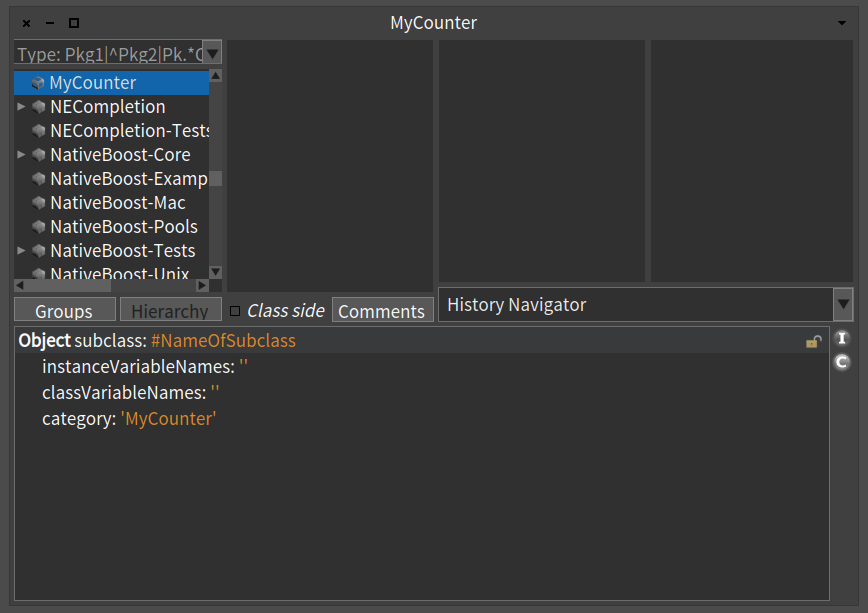 MyCounter
Type: Pkg1|^Pkg2|Pk.*C
MyCounter
NECompletion
NECompletion-Tests
NativeBoost-Core
NativeBoost-Examp
NativeBoost-Mac
NativeBoost-Pools
NativeBoost-Tests
NativeBoost-Unix
Groups
Hierarchy
Class side
Comments
History Navigator
Object subclass: #NameOfSubclass
instanceVariableNames: ''
classVariableNames: ''
category: 'MyCounter'
I
C